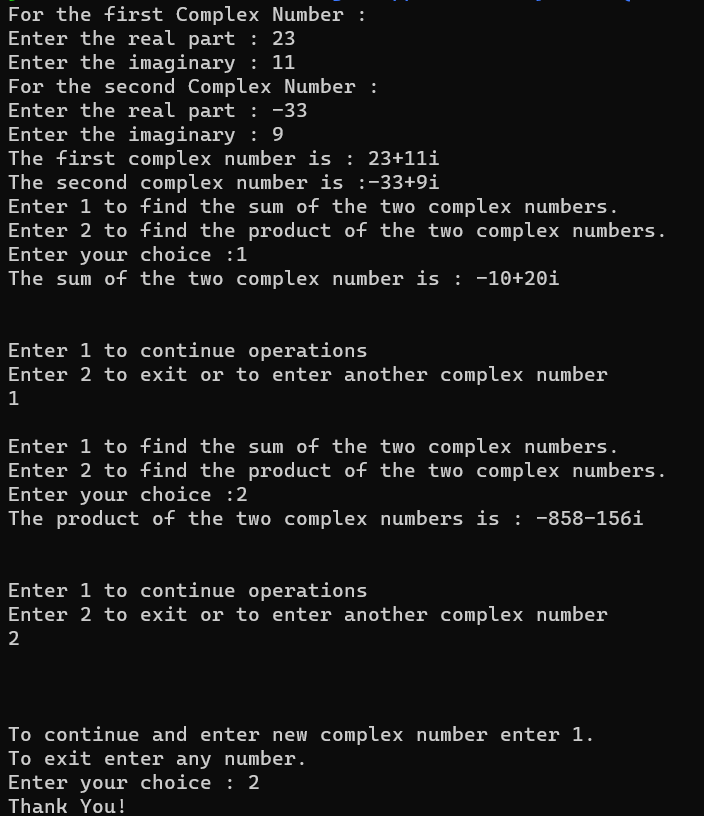 For the first Complex Number :
Enter the real part : 23
Enter the imaginary : 11
For the second Complex Number :
Enter the real part : -33
Enter the imaginary : 9
The first complex number is : 23+11i
The second complex number is :-33+9i
Enter 1 to find the sum of the two complex numbers.
Enter 2 to find the product of the two complex numbers.
Enter your choice :1
The sum of the two complex number is : -10+20i
Enter 1 to continue operations
Enter 2 to exit or to enter another complex number
1
Enter 1 to find the sum of the two complex numbers.
Enter 2 to find the product of the two complex numbers.
Enter your choice :2
The product of the two complex numbers is : -858-156i
Enter 1 to continue operations
Enter 2 to exit or to enter another complex number
2
To continue and enter new complex number enter 1.
To exit enter any number.
Enter your choice : 2
Thank You!